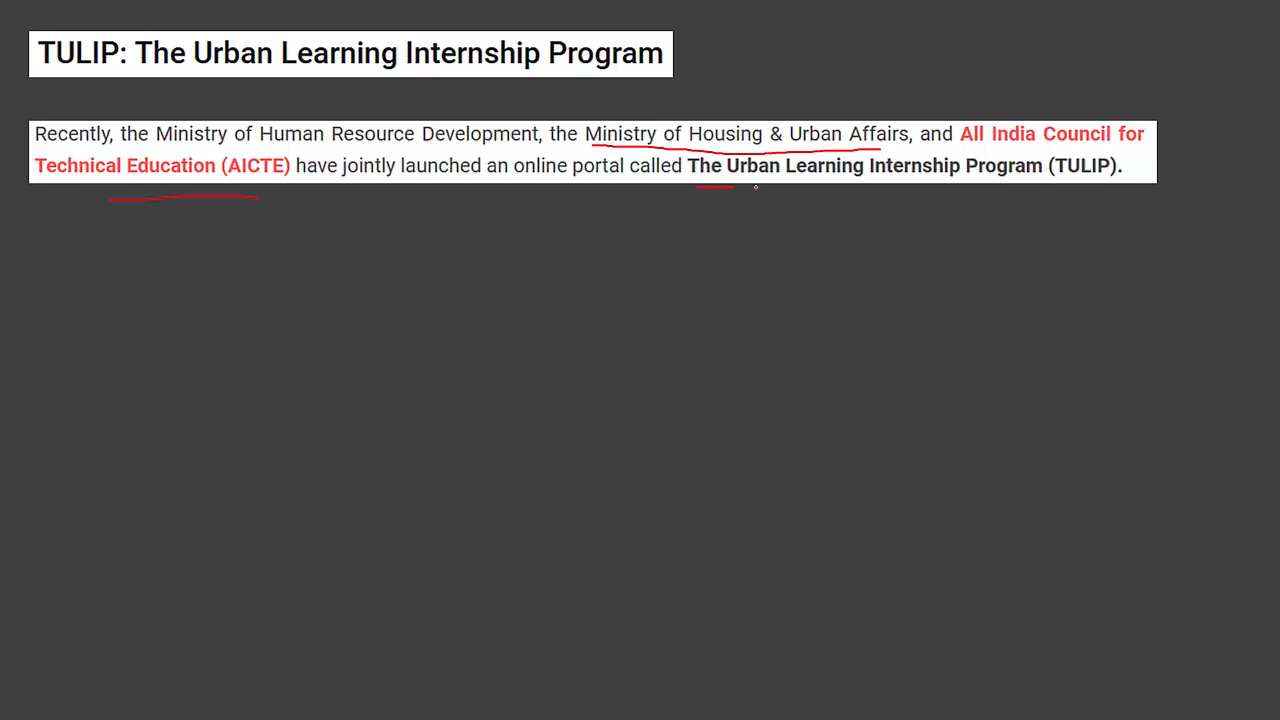 TULIP: The Urban Learning Internship Program
Recently, the Ministry of Human Resource Development, the Ministry of Housing & Urban Affairs, and All India Council for
Technical Education (AICTE) have jointly launched an online portal called The Urban Learning Internship Program (TULIP).